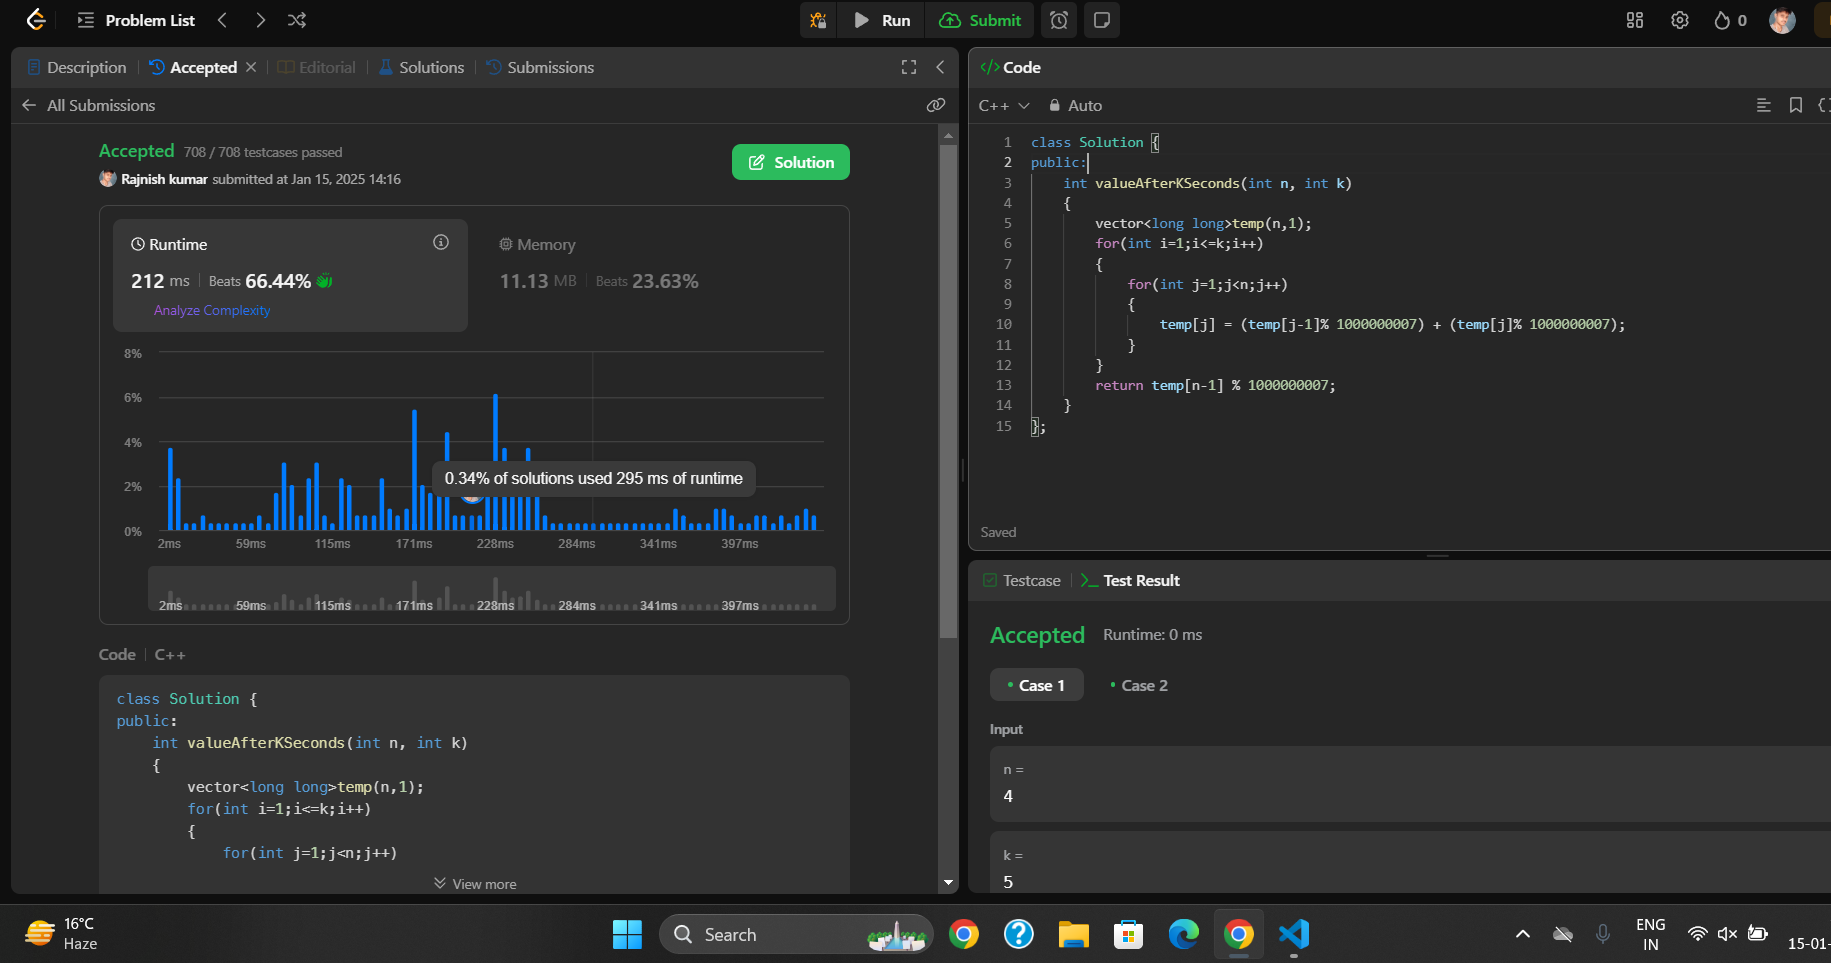 Problem List
Run
Submit
0
Description
Accepted
Editorial
Solutions
Submissions
All Submissions
Accepted 708 / 708 testcases passed
Rajnish kumar submitted at Jan 15, 2025 14:16
Solution
Runtime
212 ms Beats 66.44%
Analyze Complexity
Memory
11.13 MB Beats 23.63%
8%
6%
4%
2%
0%
0.34% of solutions used 295 ms of runtime
2ms 59ms 115ms 171ms 228ms 284ms 341ms 397ms
2ms 59ms 115ms 171ms 228ms 284ms 341ms 397ms
Code C++
class Solution {
public:
int valueAfterKSeconds(int n, int k)
{
vector<long long>temp(n,1);
for(int i=1;i<=k;i++)
{
for(int j=1;j<n;j++)
View more
</> Code
C++ Auto
1 class Solution {
2 public:
3 int valueAfterKSeconds(int n, int k)
4 {
5 vector<long long>temp(n,1);
6 for(int i=1;i<=k;i++)
7 {
8 for(int j=1;j<n;j++)
9 {
10 temp[j] = (temp[j-1]% 1000000007) + (temp[j]% 1000000007);
11 }
12 }
13 return temp[n-1] % 1000000007;
14 }
15 };
Saved
Testcase
Test Result
Accepted Runtime: 0 ms
Case 1 Case 2
Input
n =
4
k =
5
16°C
Haze
Search
ENG
IN
15-01-